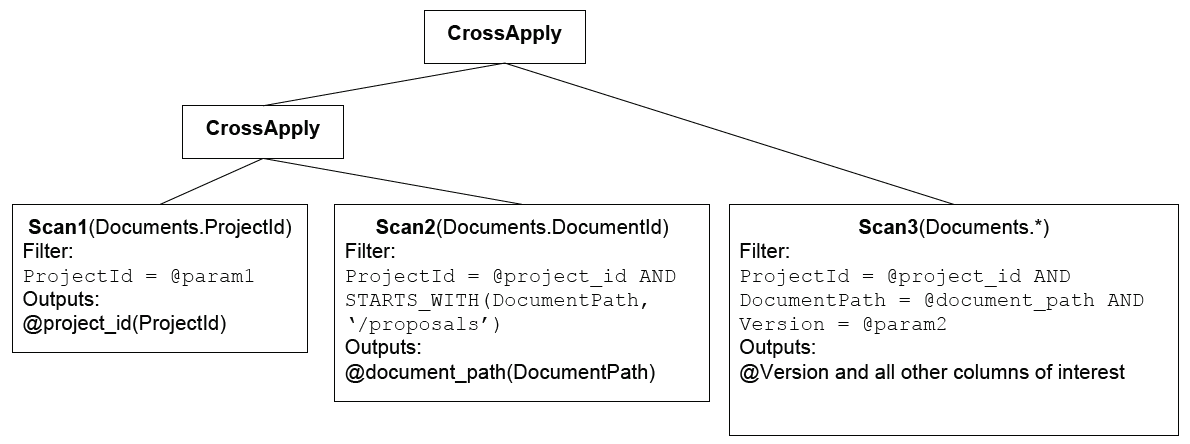 CrossApply
CrossApply
Scan1(Documents.ProjectId)
Filter:
ProjectId = @param1
Outputs:
@project_id(ProjectId)
Scan2(Documents.DocumentId)
Filter:
ProjectId = @project_id AND
STARTS_WITH(DocumentPath,
‘/proposals’)
Outputs:
@document_path(DocumentPath)
Scan3(Documents.*)
Filter:
ProjectId = @project_id AND
DocumentPath = @document_path AND
Version = @param2
Outputs:
@Version and all other columns of interest